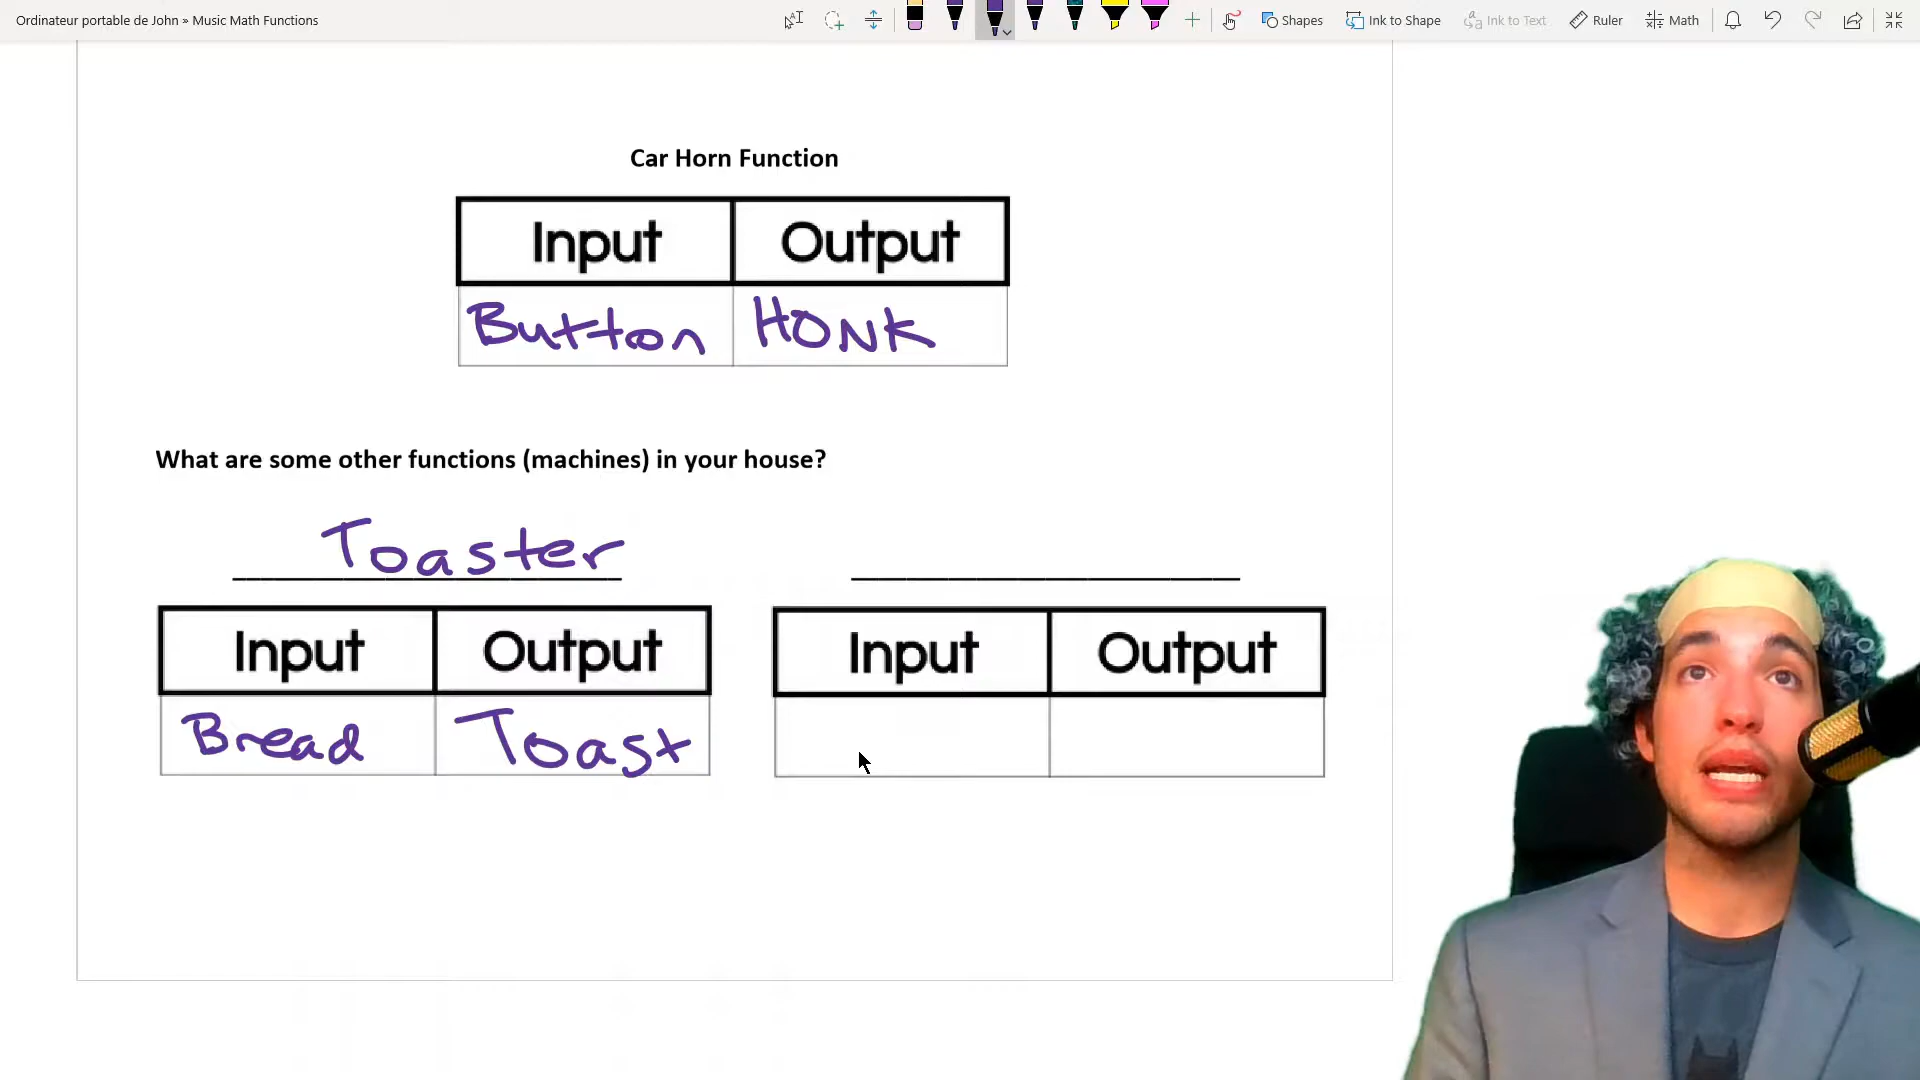 Ordinateur portable de John » Music Math Functions
Shapes Ink to Shape Ink to Text Ruler Math
Car Horn Function
Input Output
Button HONK
What are some other functions (machines) in your house?
Toaster
Input Output
Bread Toast
Input Output